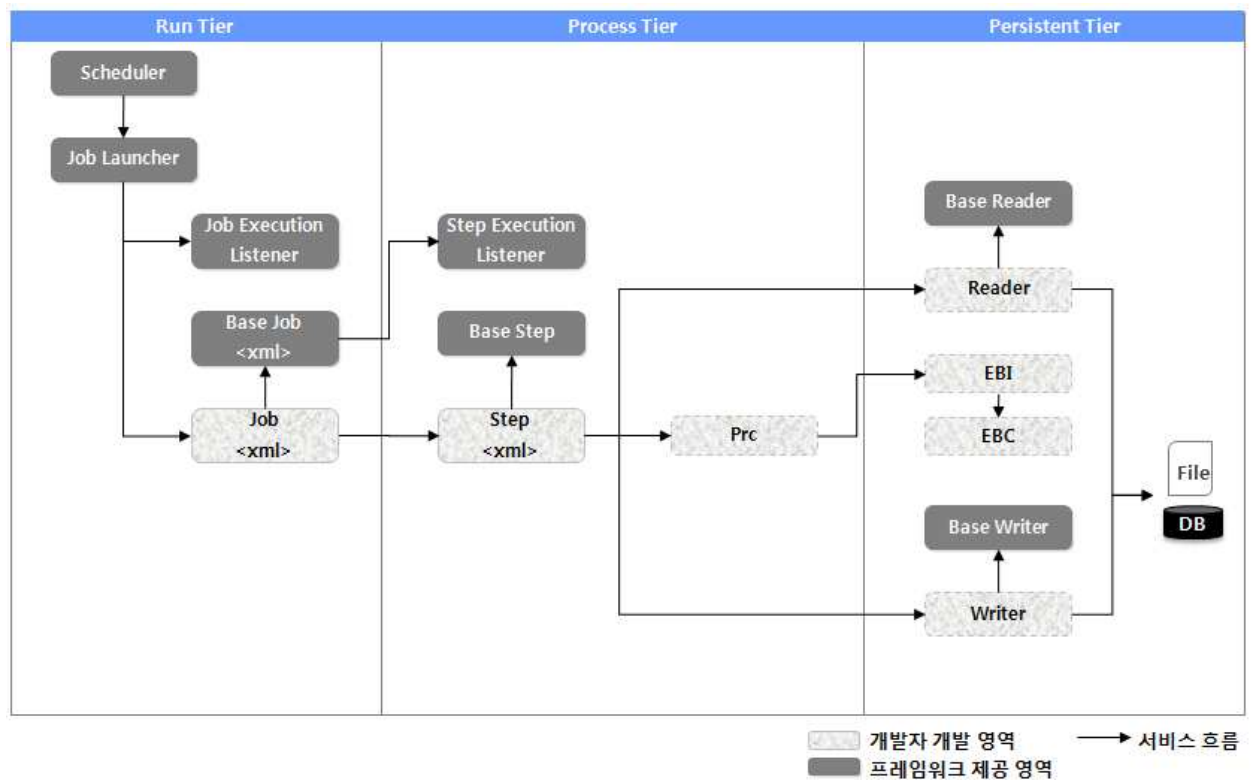 Run Tier
Process Tier
Persistent Tier
Scheduler
Job Launcher
Job Execution
Listener
Base Job
<xml>
Job
<xml>
Step Execution
Listener
Base Step
Step
<xml>
Prc
Base Reader
Reader
EBI
EBC
Base Writer
Writer
File
DB
개발자 개발 영역
서비스 흐름
프레임워크 제공 영역